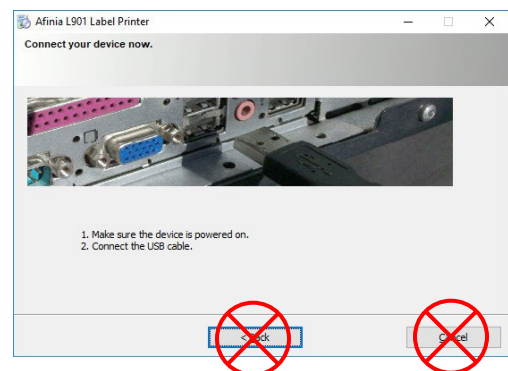 Afinia L901 Label Printer
Connect your device now.
1. Make sure the device is powered on.
2. Connect the USB cable.